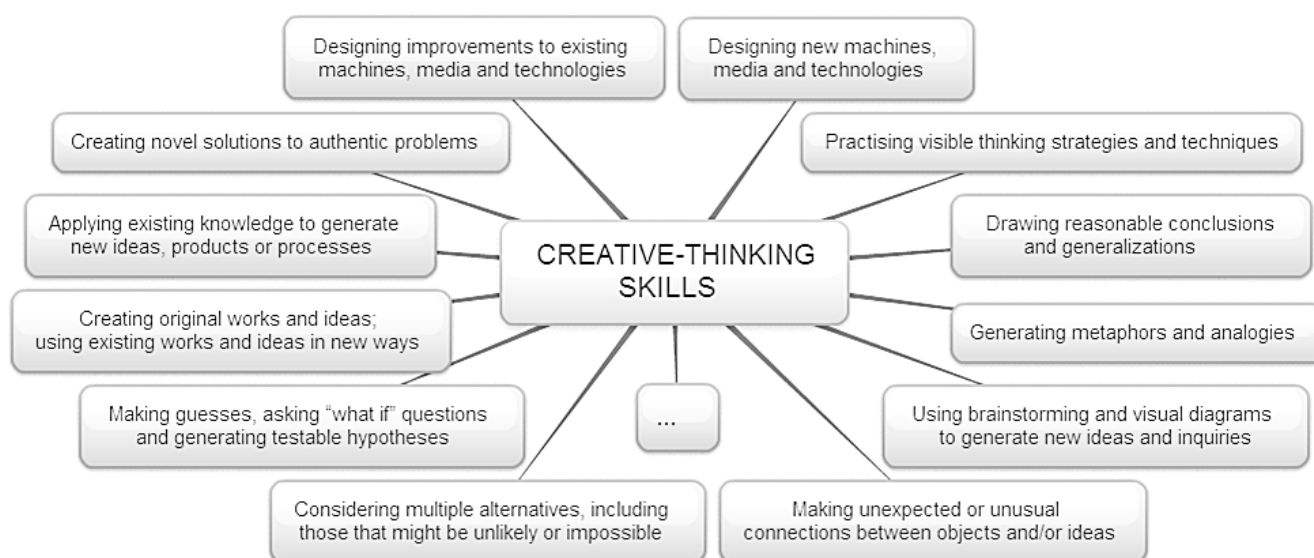 Designing improvements to existing
machines, media and technologies
Designing new machines,
media and technologies
Creating novel solutions to authentic problems
Practising visible thinking strategies and techniques
Applying existing knowledge to generate
new ideas, products or processes
Drawing reasonable conclusions
and generalizations
CREATIVE-THINKING
SKILLS
Creating original works and ideas;
using existing works and ideas in new ways
Generating metaphors and analogies
Making guesses, asking “what if” questions
and generating testable hypotheses
...
Using brainstorming and visual diagrams
to generate new ideas and inquiries
Considering multiple alternatives, including
those that might be unlikely or impossible
Making unexpected or unusual
connections between objects and/or ideas